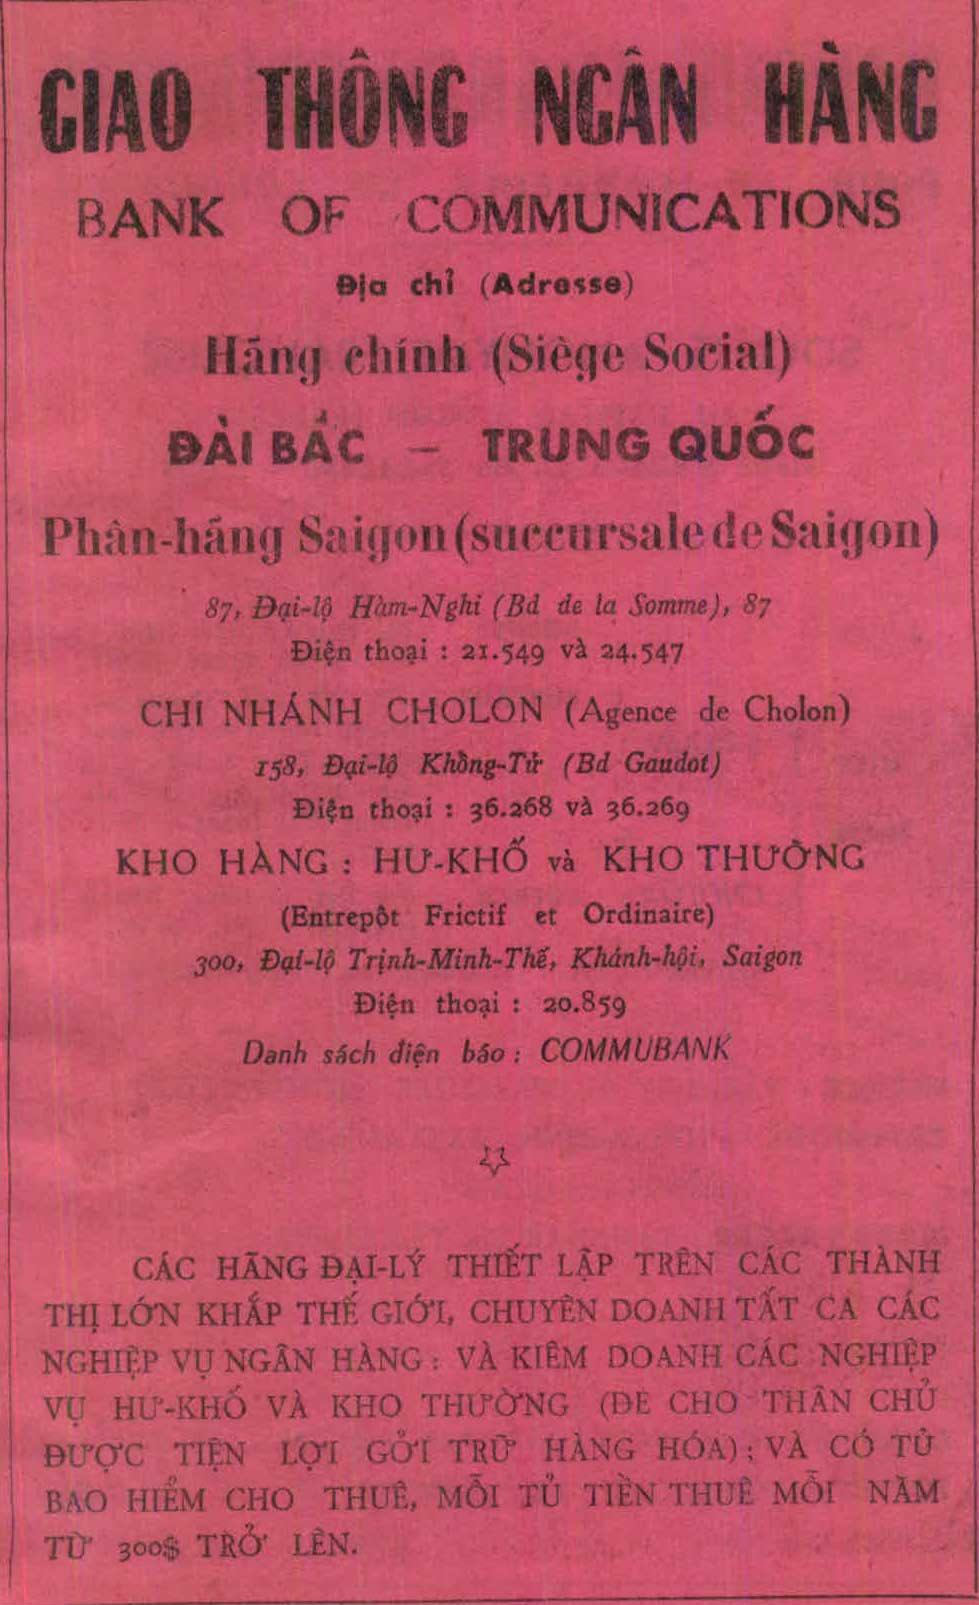 GIAO THÔNG NGÂN HÀNG
BANK OF COMMUNICATIONS
Địa chỉ (Adresse)
Hãng chính (Siège Social)
ĐÀI BẮC – TRUNG QUỐC
Phân-hãng Saigon (succursale de Saigon)
87, Đại-lộ Hàm-Nghi (Bd de la Somme), 87
Điện thoại : 21.549 và 24.547
CHI NHÁNH CHOLON (Agence de Cholon)
158, Đại-lộ Khồng-Tử (Bd Gaudot)
Điện thoại : 36.268 và 36.269
KHO HÀNG : HƯ-KHỐ và KHO THƯỜNG
(Entrepột Frictif et Ordinaire)
300, Đại-lộ Trịnh-Minh-Thế, Khánh-hội, Saigon
Điện thoại : 20.859
Danh sách điện báo : COMMUBANK
CÁC HÃNG ĐẠI-LÝ THIẾT LẬP TRÊN CÁC THÀNH
THỊ LỚN KHẮP THẾ GIỚI, CHUYÊN DOANH TẤT CA CÁC
NGHIỆP VỤ NGÂN HÀNG : VÀ KIÊM DOANH CÁC NGHIỆP
VỤ HƯ-KHỐ VÀ KHO THƯỜNG (ĐE CHO THÂN CHỦ
ĐƯỢC TIỆN LỢI GỞI TRỮ HÀNG HÓA) ; VÀ CÓ TỦ
BAO HIỂM CHO THUÊ, MỖI TỦ TIỀN THUÊ MỖI NĂM
TỪ 300$ TRỞ LÊN.